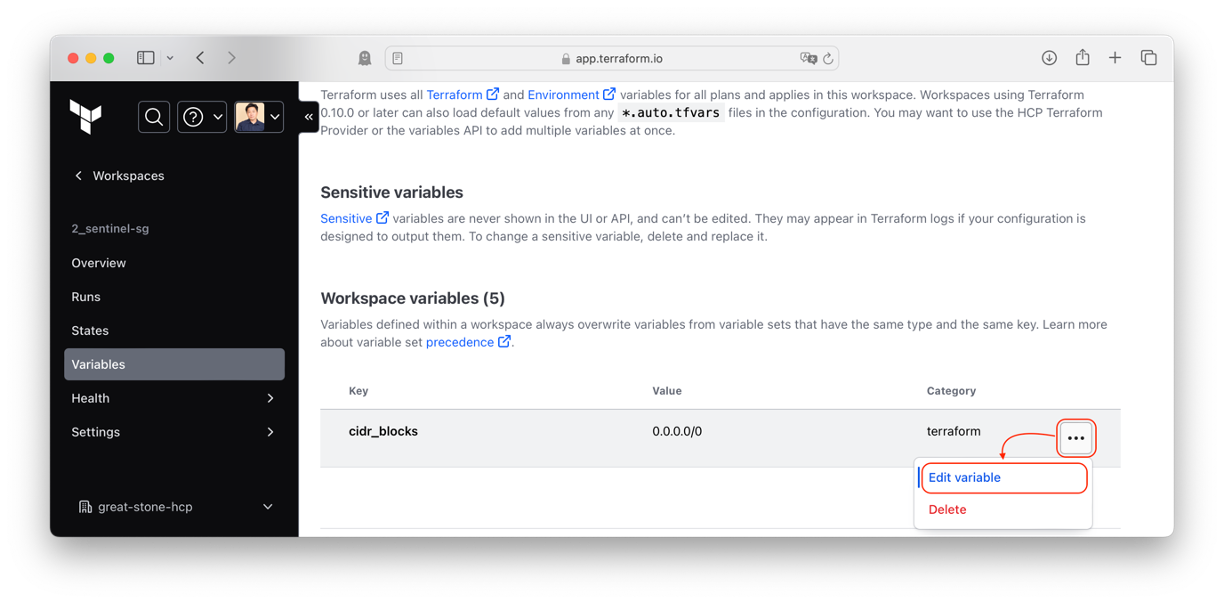 app.terraform.io
Terraform uses all Terraform and Environment variables for all plans and applies in this workspace. Workspaces using Terraform
0.10.0 or later can also load default values from any *.auto.tfvars files in the configuration. You may want to use the HCP Terraform
Provider or the variables API to add multiple variables at once.
Workspaces
2_sentinel-sg
Overview
Runs
States
Variables
Health
Settings
great-stone-hcp
Sensitive variables
Sensitive variables are never shown in the UI or API, and can't be edited. They may appear in Terraform logs if your configuration is
designed to output them. To change a sensitive variable, delete and replace it.
Workspace variables (5)
Variables defined within a workspace always overwrite variables from variable sets that have the same type and the same key. Learn more
about variable set precedence.
Key Value Category
cidr_blocks 0.0.0.0/0 terraform
Edit variable
Delete